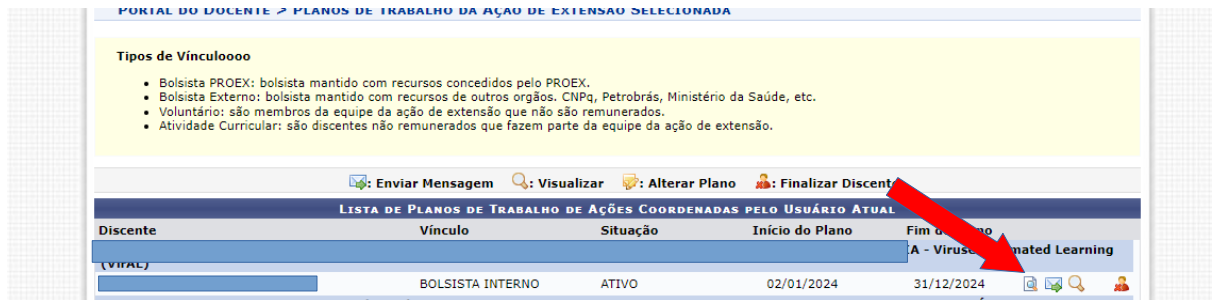 PORTAL DO DOCENTE > PLANOS DE TRABALHO DA AÇÃO DE EXTENSÃO SELECIONADA
Tipos de Vínculoooo
Bolsista PROEX: bolsista mantido com recursos concedidos pelo PROEX.
Bolsista Externo: bolsista mantido com recursos de outros orgãos. CNPq, Petrobrás, Ministério da Saúde, etc.
Voluntário: são membros da equipe da ação de extensão que não são remunerados.
Atividade Curricular: são discentes não remunerados que fazem parte da equipe da ação de extensão.
: Enviar Mensagem : Visualizar : Alterar Plano : Finalizar Discente
LISTA DE PLANOS DE TRABALHO DE AÇÕES COORDENADAS PELO USUÁRIO ATUAL
Discente Vínculo Situação Início do Plano Fim do Plano
IA - Virus Learning
(VIRAL)
BOLSISTA INTERNO ATIVO 02/01/2024 31/12/2024